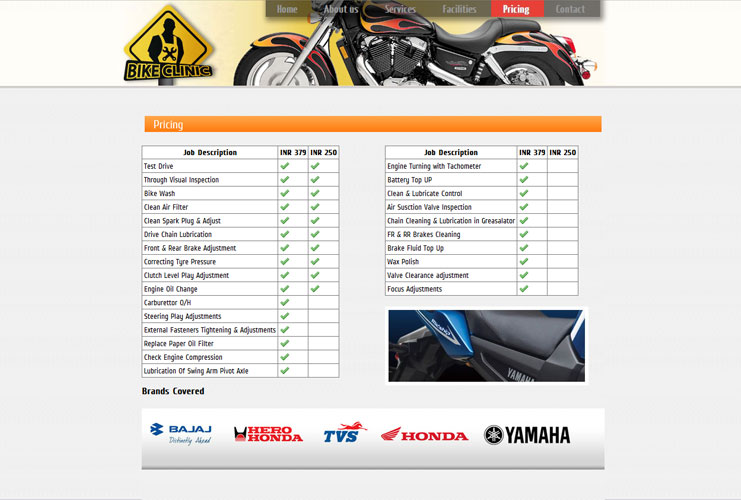 Home About us Services Facilities Pricing Contact
BIKE CLINIC
Pricing
Job Description INR 379 INR 250
Test Drive
Through Visual Inspection
Bike Wash
Clean Air Filter
Clean Spark Plug & Adjust
Drive Chain Lubrication
Front & Rear Brake Adjustment
Correcting Tyre Pressure
Clutch Level Play Adjustment
Engine Oil Change
Carburettor O/H
Steering Play Adjustments
External Fasteners Tightening & Adjustments
Replace Paper Oil Filter
Check Engine Compression
Lubrication Of Swing Arm Pivot Axle
Job Description INR 379 INR 250
Engine Turning with Tachometer
Battery Top UP
Clean & Lubricate Control
Air Susction Valve Inspection
Chain Cleaning & Lubrication in Greasalator
FR & RR Brakes Cleaning
Brake Fluid Top Up
Wax Polish
Valve Clearance adjustment
Focus Adjustments
YAMAHA
Brands Covered
BAJAJ
Distinctly Ahead
HERO
HONDA
TVS
HONDA
YAMAHA